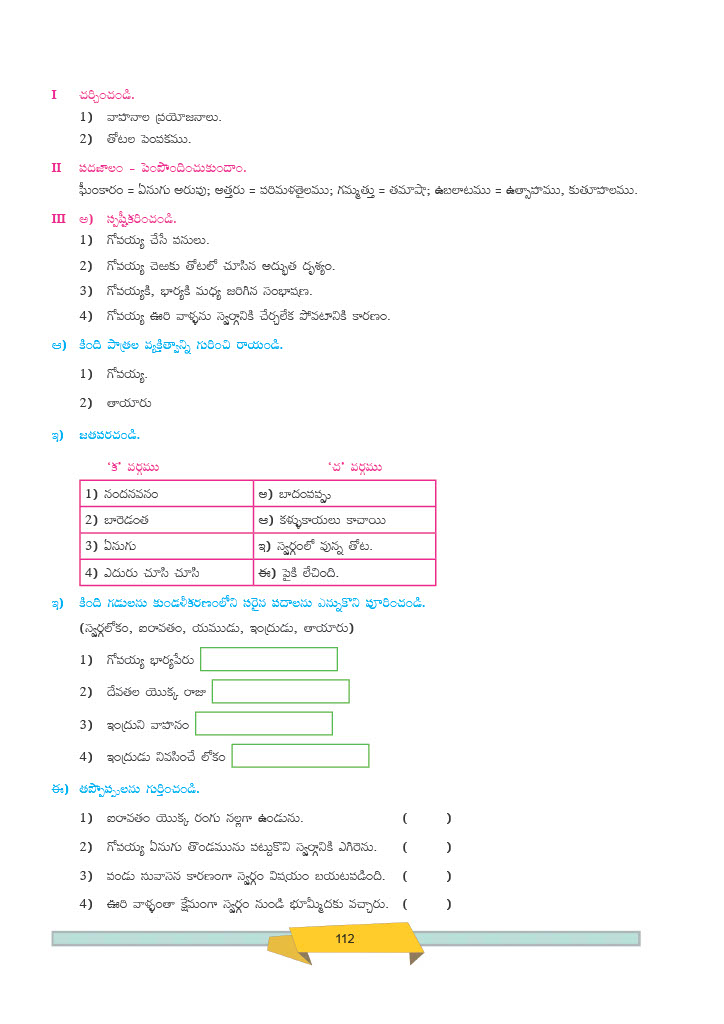 I చర్చించండి.
1) వాహనాల ప్రయోజనాలు.
2) తోటల పెంపకము.
II పదజాలం – పెంపొందించుకుందాం.
ఘీంకారం = ఏనుగు అరుపు; అత్తరు = పరిమళతైలము; గమ్మత్తు = తమాషా; ఉబలాటము = ఉత్సాహము, కుతూహలము.
III అ) స్పష్టీకరించండి.
1) గోపయ్య చేసే పనులు.
2) గోపయ్య చెఱకు తోటలో చూసిన అద్భుత దృశ్యం.
3) గోపయ్యకి, భార్యకి మధ్య జరిగిన సంభాషణ.
4) గోపయ్య ఊరి వాళ్ళను స్వర్గానికి చేర్చలేక పోవటానికి కారణం.
ఆ) కింది పాత్రల వ్యక్తిత్వాన్ని గురించి రాయండి.
1) గోపయ్య.
2) తాయారు
ఇ) జతపరచండి.
'క' వర్గము 'చ' వర్గము
1) నందనవనం అ) బాదంపప్పు
2) బారెడంత ఆ) కళ్ళుకాయలు కాచాయి
3) ఏనుగు ఇ) స్వర్గంలో వున్న తోట.
4) ఎదురు చూసి చూసి ఈ) పైకి లేచింది.
ఇ) కింది గడులను కుండళీకరణంలోని సరైన పదాలను ఎన్నుకొని పూరించండి.
(స్వర్గలోకం, ఐరావతం, యముడు, ఇంద్రుడు, తాయారు)
1) గోపయ్య భార్యపేరు
2) దేవతల యొక్క రాజు
3) ఇంద్రుని వాహనం
4) ఇంద్రుడు నివసించే లోకం
ఈ) తప్పొప్పులను గుర్తించండి.
1) ఐరావతం యొక్క రంగు నల్లగా ఉండును. ( )
2) గోపయ్య ఏనుగు తొండమును పట్టుకొని స్వర్గానికి ఎగిరెను. ( )
3) పండు సువాసన కారణంగా స్వర్గం విషయం బయటపడింది. ( )
4) ఊరి వాళ్ళంతా క్షేమంగా స్వర్గం నుండి భూమ్మీదకు వచ్చారు. ( )
112